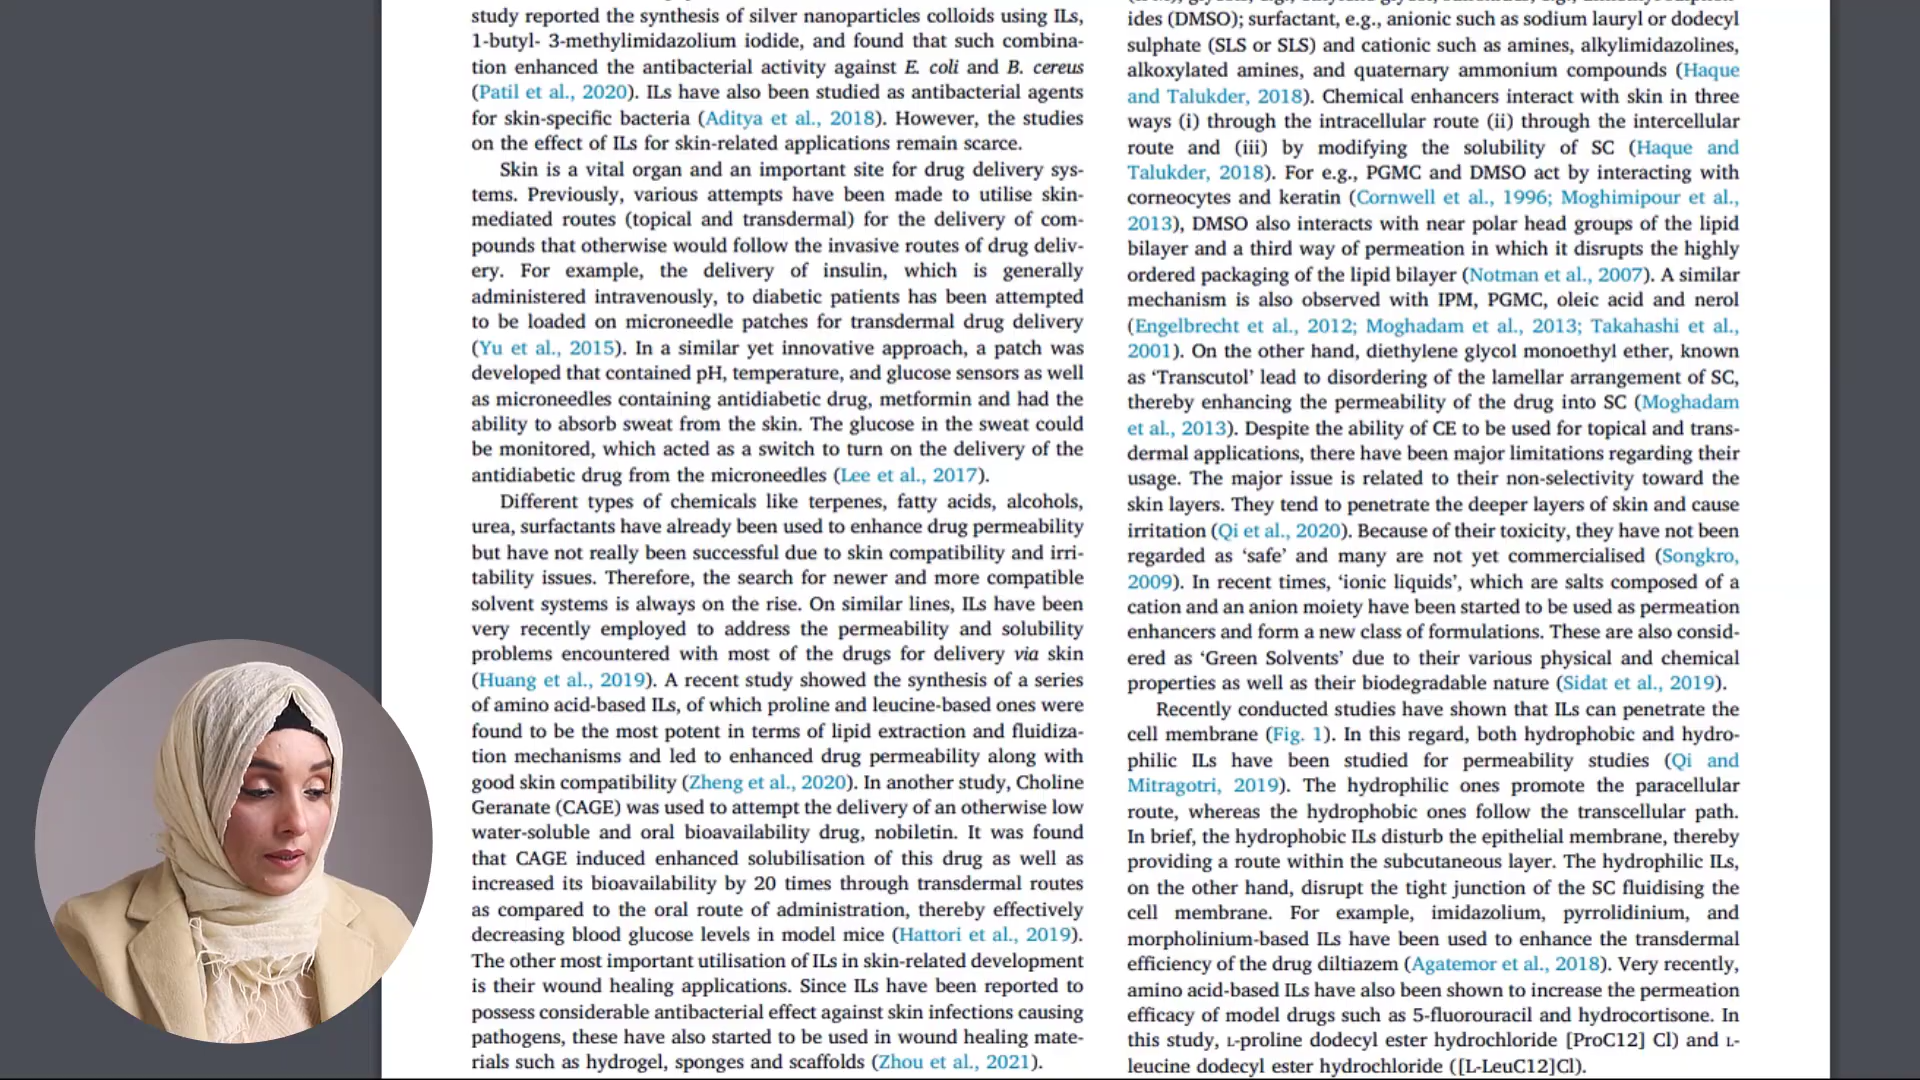 study reported the synthesis of silver nanoparticles colloids using ILs,
1-butyl- 3-methylimidazolium iodide, and found that such combina-
tion enhanced the antibacterial activity against E. coli and B. cereus
(Patil et al., 2020). ILs have also been studied as antibacterial agents
for skin-specific bacteria (Aditya et al., 2018). However, the studies
on the effect of ILs for skin-related applications remain scarce.
Skin is a vital organ and an important site for drug delivery sys-
tems. Previously, various attempts have been made to utilise skin-
mediated routes (topical and transdermal) for the delivery of com-
pounds that otherwise would follow the invasive routes of drug deliv-
ery. For example, the delivery of insulin, which is generally
administered intravenously, to diabetic patients has been attempted
to be loaded on microneedle patches for transdermal drug delivery
(Yu et al., 2015). In a similar yet innovative approach, a patch was
developed that contained pH, temperature, and glucose sensors as well
as microneedles containing antidiabetic drug, metformin and had the
ability to absorb sweat from the skin. The glucose in the sweat could
be monitored, which acted as a switch to turn on the delivery of the
antidiabetic drug from the microneedles (Lee et al., 2017).
Different types of chemicals like terpenes, fatty acids, alcohols,
urea, surfactants have already been used to enhance drug permeability
but have not really been successful due to skin compatibility and irri-
tability issues. Therefore, the search for newer and more compatible
solvent systems is always on the rise. On similar lines, ILs have been
very recently employed to address the permeability and solubility
problems encountered with most of the drugs for delivery via skin
(Huang et al., 2019). A recent study showed the synthesis of a series
of amino acid-based ILs, of which proline and leucine-based ones were
found to be the most potent in terms of lipid extraction and fluidiza-
tion mechanisms and led to enhanced drug permeability along with
good skin compatibility (Zheng et al., 2020). In another study, Choline
Geranate (CAGE) was used to attempt the delivery of an otherwise low
water-soluble and oral bioavailability drug, nobiletin. It was found
that CAGE induced enhanced solubilisation of this drug as well as
increased its bioavailability by 20 times through transdermal routes
as compared to the oral route of administration, thereby effectively
decreasing blood glucose levels in model mice (Hattori et al., 2019).
The other most important utilisation of ILs in skin-related development
is their wound healing applications. Since ILs have been reported to
possess considerable antibacterial effect against skin infections causing
pathogens, these have also started to be used in wound healing mate-
rials such as hydrogel, sponges and scaffolds (Zhou et al., 2021).
ides (DMSO); surfactant, e.g., anionic such as sodium lauryl or dodecyl
sulphate (SLS or SLS) and cationic such as amines, alkylimidazolines,
alkoxylated amines, and quaternary ammonium compounds (Haque
and Talukder, 2018). Chemical enhancers interact with skin in three
ways (i) through the intracellular route (ii) through the intercellular
route and (iii) by modifying the solubility of SC (Haque and
Talukder, 2018). For e.g., PGMC and DMSO act by interacting with
corneocytes and keratin (Cornwell et al., 1996; Moghimipour et al.,
2013), DMSO also interacts with near polar head groups of the lipid
bilayer and a third way of permeation in which it disrupts the highly
ordered packaging of the lipid bilayer (Notman et al., 2007). A similar
mechanism is also observed with IPM, PGMC, oleic acid and nerol
(Engelbrecht et al., 2012; Moghadam et al., 2013; Takahashi et al.,
2001). On the other hand, diethylene glycol monoethyl ether, known
as ‘Transcutol’ lead to disordering of the lamellar arrangement of SC,
thereby enhancing the permeability of the drug into SC (Moghadam
et al., 2013). Despite the ability of CE to be used for topical and trans-
dermal applications, there have been major limitations regarding their
usage. The major issue is related to their non-selectivity toward the
skin layers. They tend to penetrate the deeper layers of skin and cause
irritation (Qi et al., 2020). Because of their toxicity, they have not been
regarded as ‘safe’ and many are not yet commercialised (Songkro,
2009). In recent times, ‘ionic liquids’, which are salts composed of a
cation and an anion moiety have been started to be used as permeation
enhancers and form a new class of formulations. These are also consid-
ered as ‘Green Solvents’ due to their various physical and chemical
properties as well as their biodegradable nature (Sidat et al., 2019).
Recently conducted studies have shown that ILs can penetrate the
cell membrane (Fig. 1). In this regard, both hydrophobic and hydro-
philic ILs have been studied for permeability studies (Qi and
Mitragotri, 2019). The hydrophilic ones promote the paracellular
route, whereas the hydrophobic ones follow the transcellular path.
In brief, the hydrophobic ILs disturb the epithelial membrane, thereby
providing a route within the subcutaneous layer. The hydrophilic ILs,
on the other hand, disrupt the tight junction of the SC fluidising the
cell membrane. For example, imidazolium, pyrrolidinium, and
morpholinium-based ILs have been used to enhance the transdermal
efficiency of the drug diltiazem (Agatemor et al., 2018). Very recently,
amino acid-based ILs have also been shown to increase the permeation
efficacy of model drugs such as 5-fluorouracil and hydrocortisone. In
this study, L-proline dodecyl ester hydrochloride [ProC12] Cl) and L-
leucine dodecyl ester hydrochloride ([L-LeuC12]Cl).